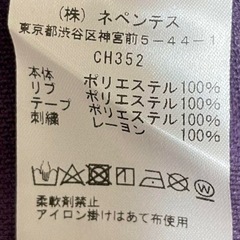 (株)ネペンテス
東京都渋谷区神宮前5-44-1
CH352
本体 ポリエステル100%
リブ ポリエステル100%
テープ ポリエステル100%
刺繍 レーヨン100%
柔軟剤禁止
アイロン掛けはあて布使用